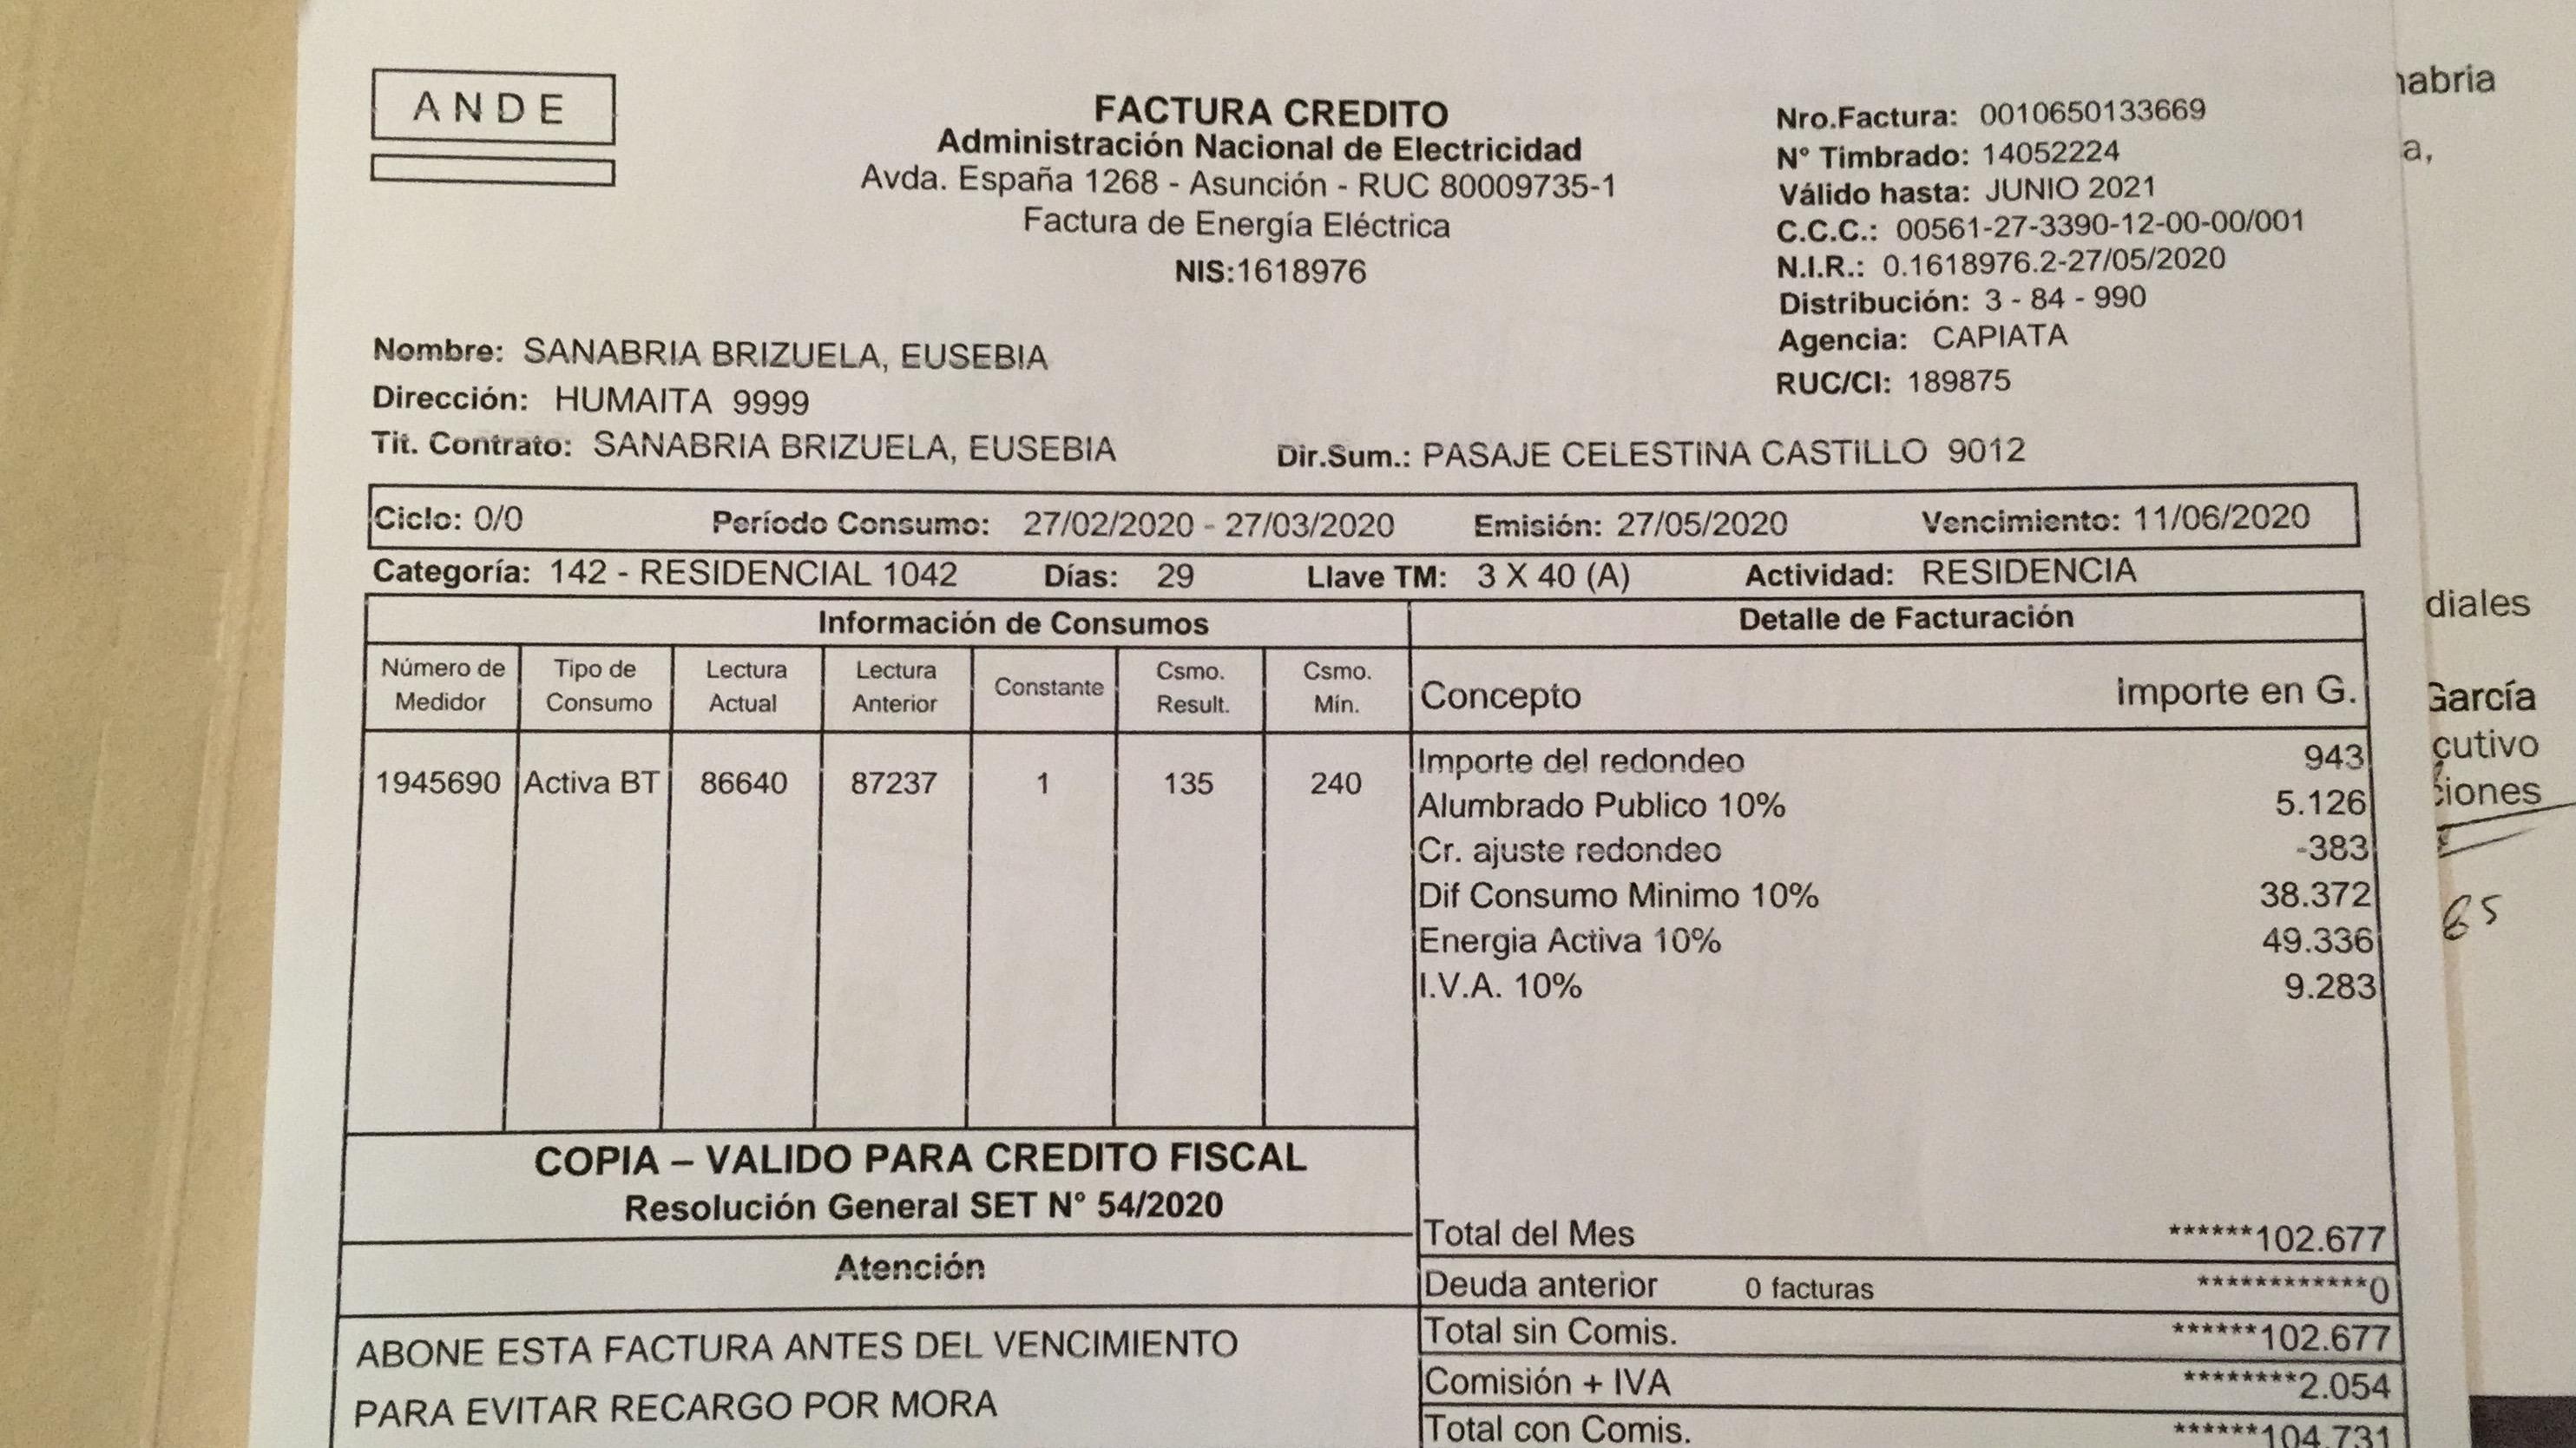 ANDE
FACTURA CREDITO
Administración Nacional de Electricidad
Avda. España 1268 - Asunción - RUC 80009735-1
Factura de Energía Eléctrica
NIS:1618976
Nro.Factura: 0010650133669
N° Timbrado: 14052224
Válido hasta: JUNIO 2021
C.C.C.: 00561-27-3390-12-00-00/001
N.I.R.: 0.1618976.2-27/05/2020
Distribución: 3 - 84 - 990
Agencia: CAPIATA
RUC/CI: 189875
Nombre: SANABRIA BRIZUELA, EUSEBIA
Dirección: HUMAITA 9999
Tit. Contrato: SANABRIA BRIZUELA, EUSEBIA Dir.Sum.: PASAJE CELESTINA CASTILLO 9012
Ciclo: 0/0 Período Consumo: 27/02/2020 - 27/03/2020 Emisión: 27/05/2020 Vencimiento: 11/06/2020
Categoría: 142 - RESIDENCIAL 1042 Días: 29 Llave TM: 3 X 40 (A) Actividad: RESIDENCIA
Información de Consumos
Número de Medidor Tipo de Consumo Lectura Actual Lectura Anterior Constante Csmo. Result. Csmo. Mín.
1945690 Activa BT 86640 87237 1 135 240
Detalle de Facturación
Concepto Importe en G.
Importe del redondeo 943
Alumbrado Publico 10% 5.126
Cr. ajuste redondeo -383
Dif Consumo Minimo 10% 38.372
Energia Activa 10% 49.336
I.V.A. 10% 9.283
COPIA – VALIDO PARA CREDITO FISCAL
Resolución General SET N° 54/2020
Atención
ABONE ESTA FACTURA ANTES DEL VENCIMIENTO
PARA EVITAR RECARGO POR MORA
Total del Mes ******102.677
Deuda anterior 0 facturas ************0
Total sin Comis. ******102.677
Comisión + IVA ********2.054
Total con Comis. ******104.731
abria
a,
diales
García
cutivo
ciones